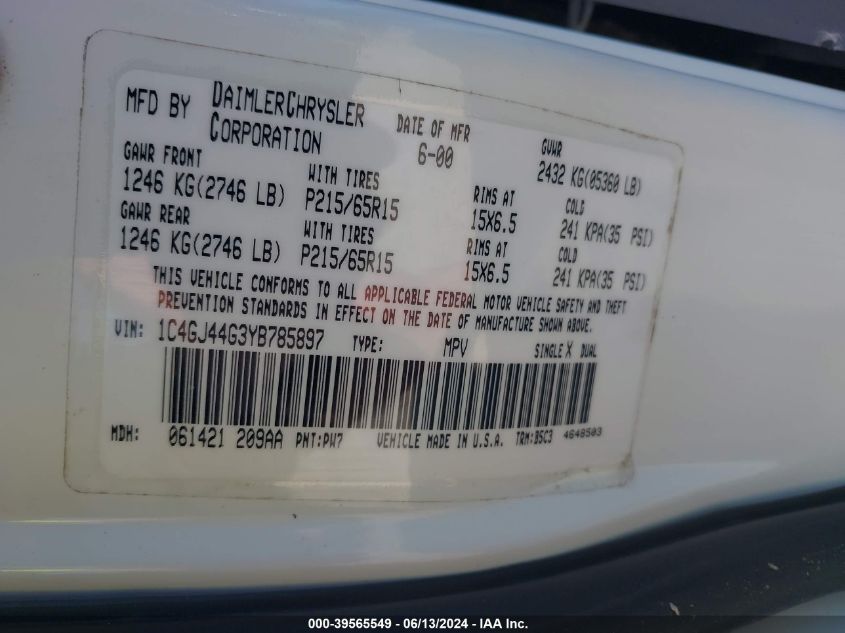 MFD BY DAIMLERCHRYSLER CORPORATION
DATE OF MFR 6-00
GVWR 2432 KG(05360 LB)
GAWR FRONT WITH TIRES RIMS AT COLD
1246 KG(2746 LB) P215/65R15 15X6.5 241 KPA(35 PSI)
GAWR REAR WITH TIRES RIMS AT COLD
1246 KG(2746 LB) P215/65R15 15X6.5 241 KPA(35 PSI)
THIS VEHICLE CONFORMS TO ALL APPLICABLE FEDERAL MOTOR VEHICLE SAFETY AND THEFT
PREVENTION STANDARDS IN EFFECT ON THE DATE OF MANUFACTURE SHOWN ABOVE.
VIN: 1C4GJ44G3YB785897 TYPE: MPV SINGLE X DUAL
MDH: 061421 209AA PNT:PW7 VEHICLE MADE IN U.S.A. TRM:B5C3 4648503
000-39565549 - 06/13/2024 - IAA Inc.